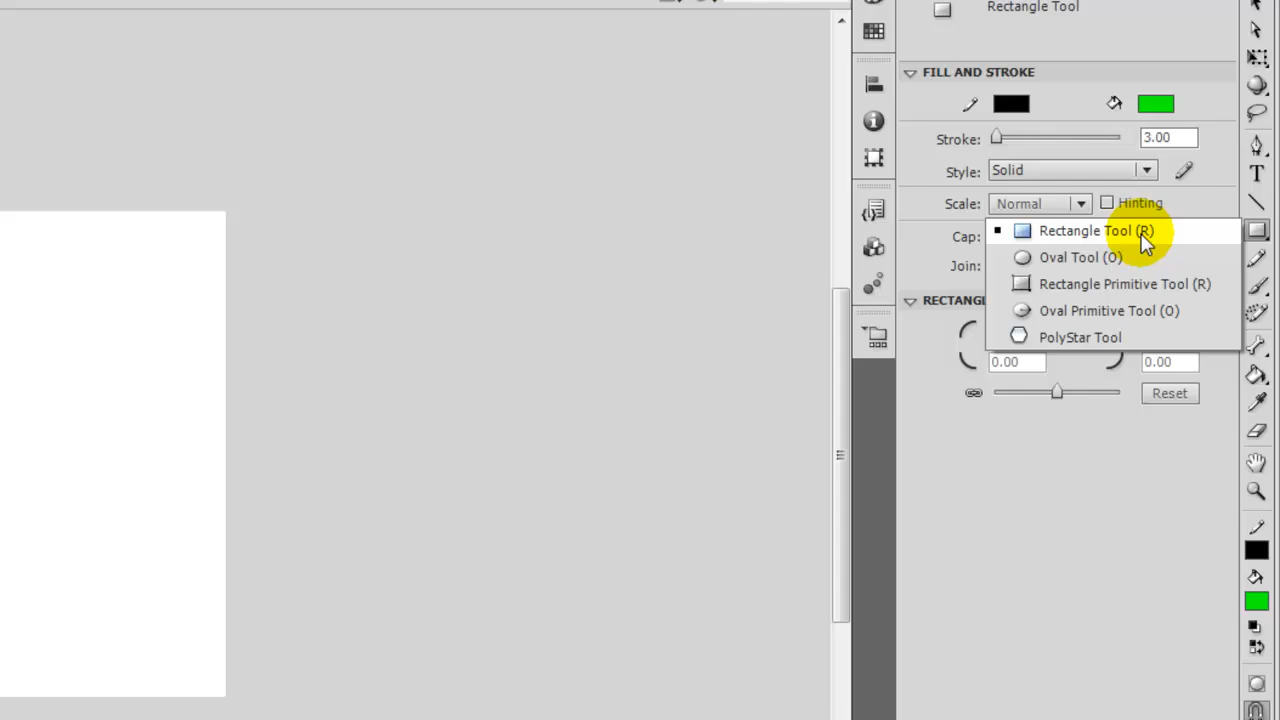 Rectangle Tool
FILL AND STROKE
Stroke: 3.00
Style: Solid
Scale: Normal Hinting
Cap:
Rectangle Tool (R)
Oval Tool (O)
Join:
Rectangle Primitive Tool (R)
RECTANGL
Oval Primitive Tool (O)
PolyStar Tool
0.00 0.00
Reset
T